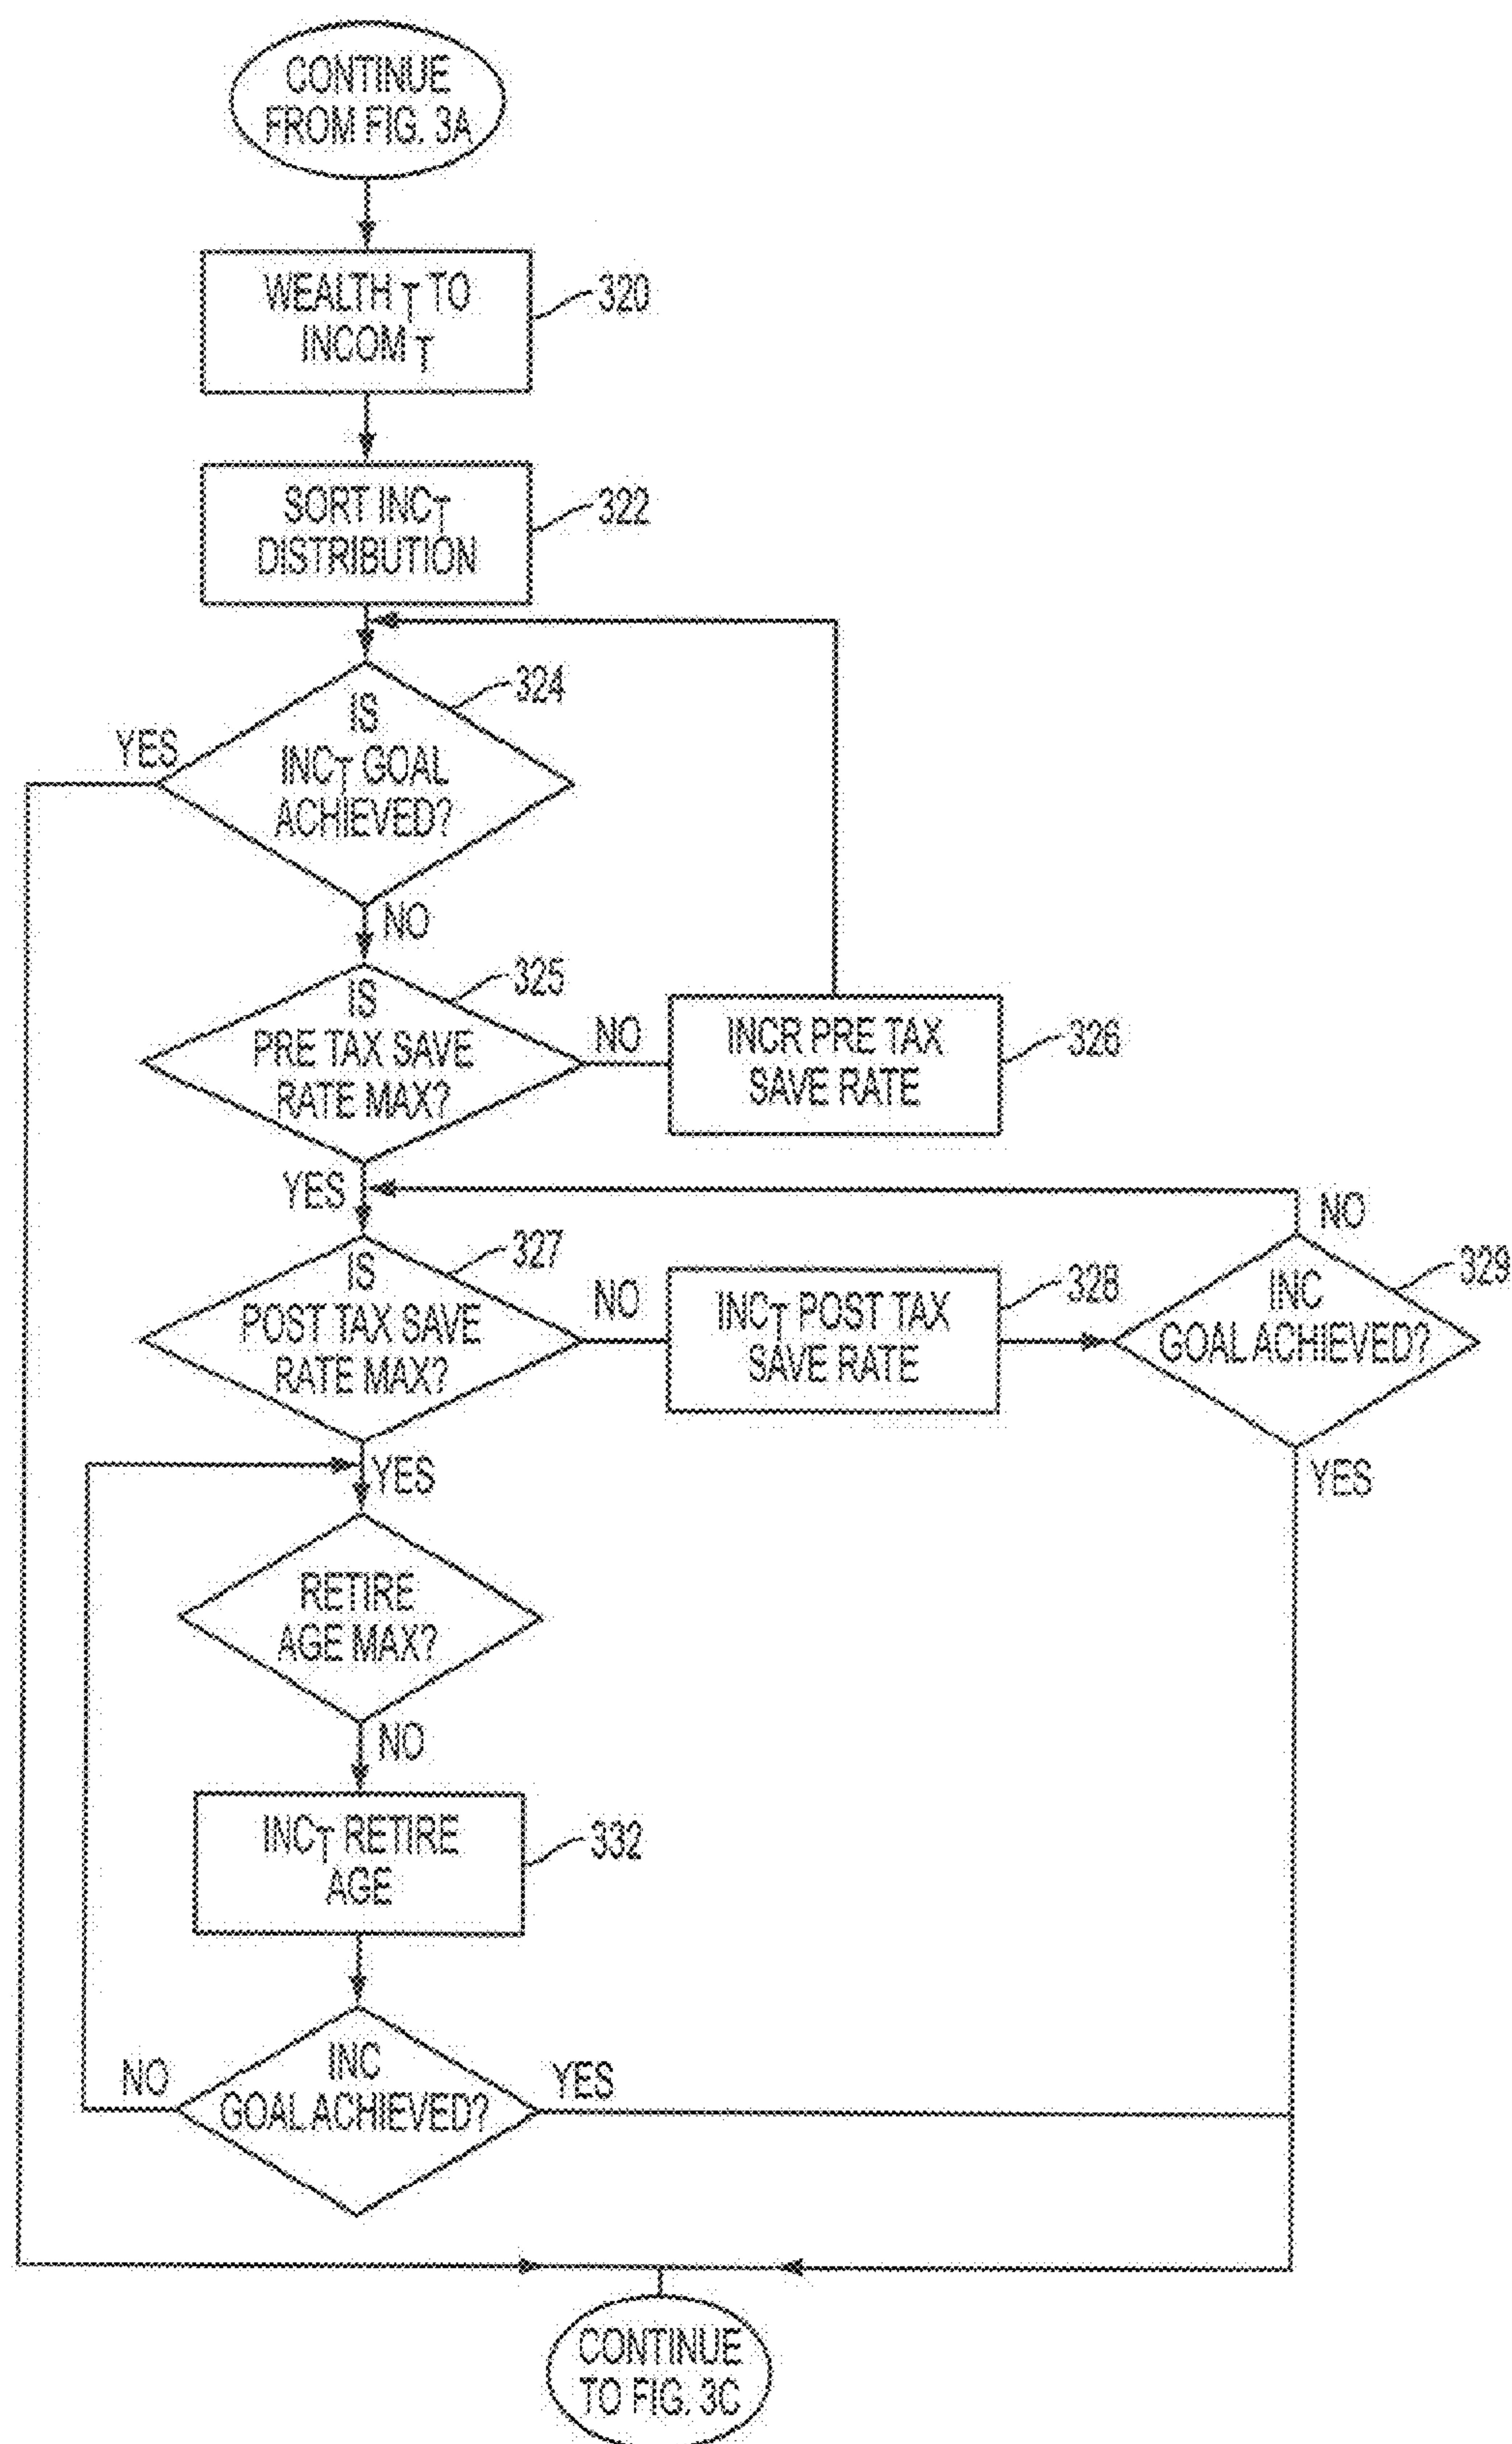 CONTINUE
FROM FIG. 3A
WEALTH T TO
INCOM T
320
SORT INCT
DISTRIBUTION
322
324
IS
INCT GOAL
ACHIEVED?
YES
NO
325
IS
PRE TAX SAVE
RATE MAX?
NO
INCR PRE TAX
SAVE RATE
326
YES
NO
327
IS
POST TAX SAVE
RATE MAX?
NO
INCT POST TAX
SAVE RATE
328
INC
GOAL ACHIEVED?
329
YES
YES
RETIRE
AGE MAX?
NO
INCT RETIRE
AGE
332
NO
INC
GOAL ACHIEVED?
YES
CONTINUE
TO FIG. 3C